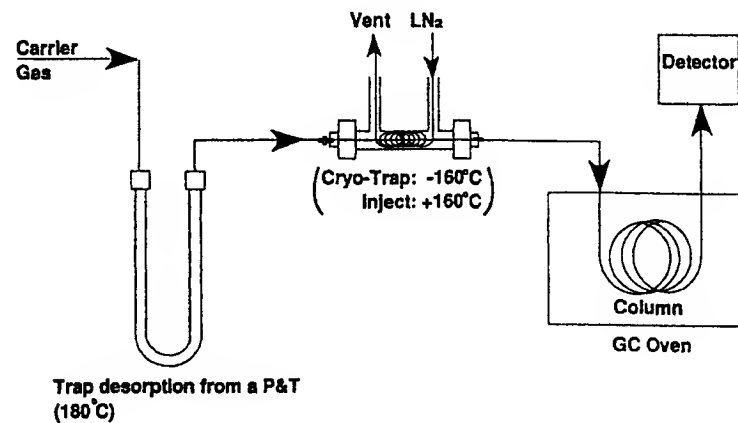 Vent LN₂
Carrier
Gas
Detector
(Cryo-Trap: -160°C
Inject: +160°C)
Column
GC Oven
Trap desorption from a P&T
(180°C)